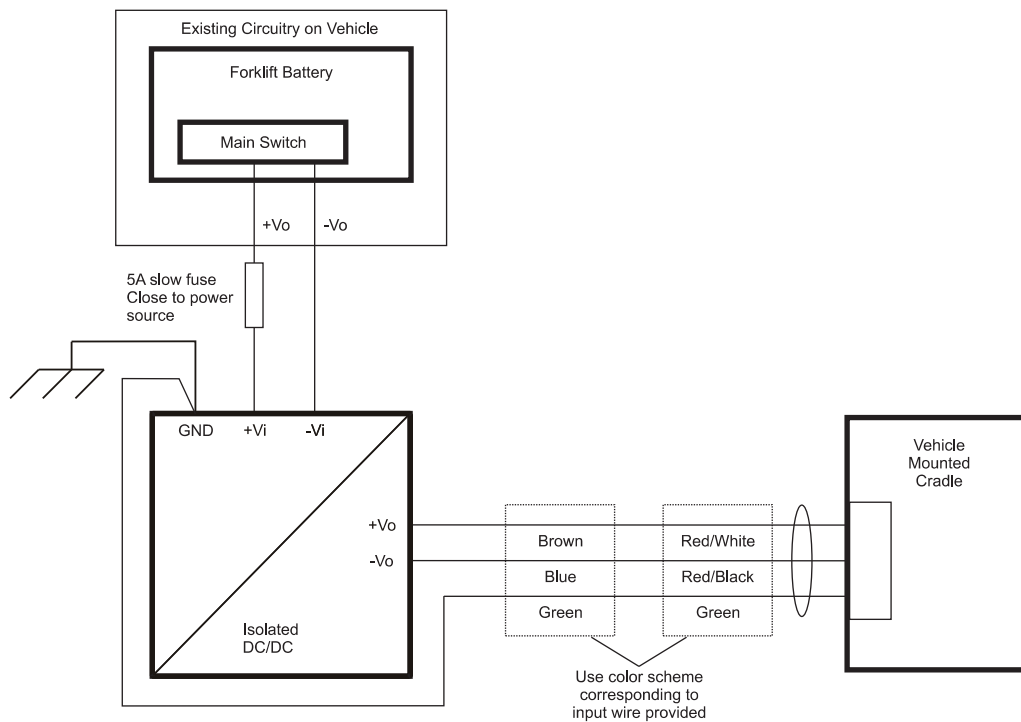 Existing Circuitry on Vehicle
Forklift Battery
Main Switch
+Vo
-Vo
5A slow fuse
Close to power
source
GND
+Vi
-Vi
+Vo
-Vo
Isolated
DC/DC
Brown
Blue
Green
Red/White
Red/Black
Green
Use color scheme
corresponding to
input wire provided
Vehicle
Mounted
Cradle